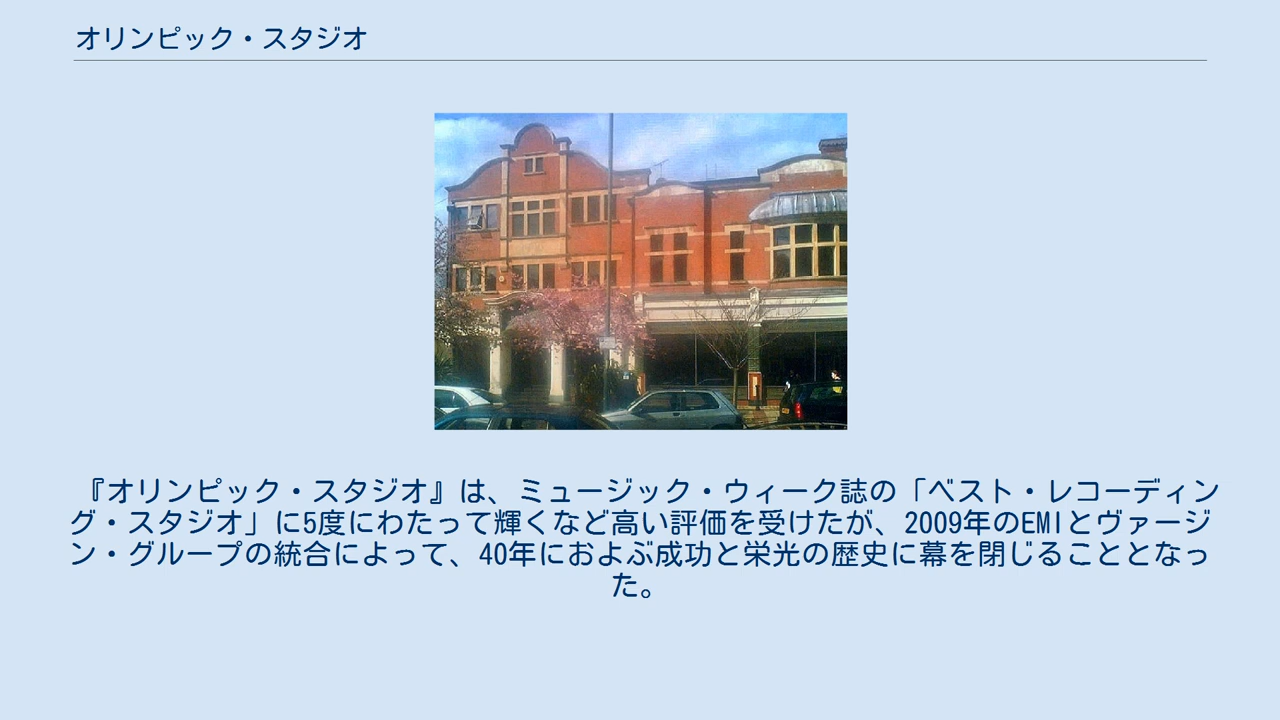 オリンピック・スタジオ
『オリンピック・スタジオ』は、ミュージック・ウィーク誌の「ベスト・レコーディン
グ・スタジオ」に5度にわたって輝くなど高い評価を受けたが、2009年のEMIとヴァージ
ン・グループの統合によって、40年におよぶ成功と栄光の歴史に幕を閉じることとなっ
た。